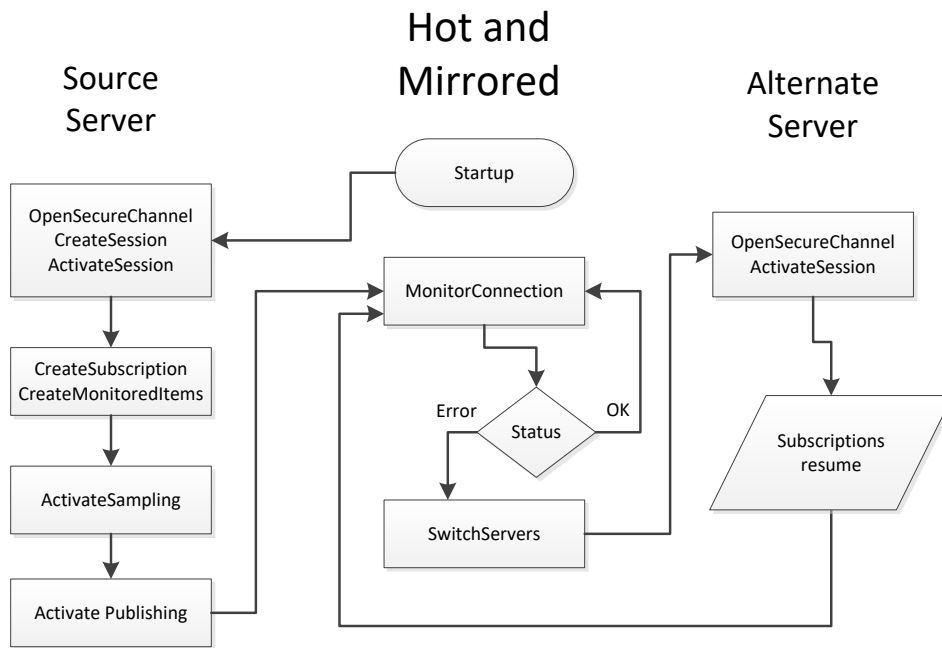 Hot and
Mirrored
Source
Server
Alternate
Server
Startup
OpenSecureChannel
CreateSession
ActivateSession
OpenSecureChannel
ActivateSession
MonitorConnection
CreateSubscription
CreateMonitoredItems
Error
OK
Status
Subscriptions
resume
ActivateSampling
SwitchServers
Activate Publishing